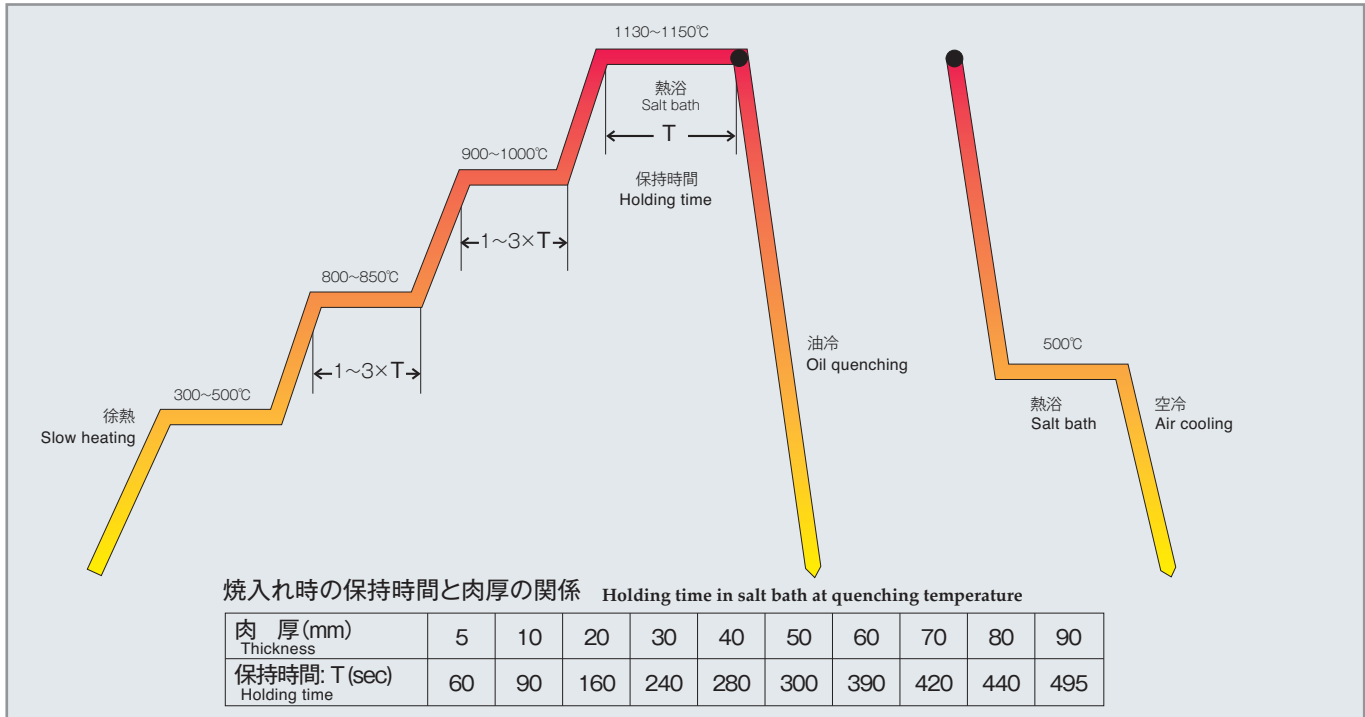 1130～1150℃
熱浴
Salt bath
T
保持時間
Holding time
900～1000℃
1～3×T
800～850℃
1～3×T
300～500℃
徐熱
Slow heating
油冷
Oil quenching
500℃
熱浴
Salt bath
空冷
Air cooling
焼入れ時の保持時間と肉厚の関係 Holding time in salt bath at quenching temperature
肉 厚(mm) 5 10 20 30 40 50 60 70 80 90
Thickness
保持時間: T (sec) 60 90 160 240 280 300 390 420 440 495
Holding time